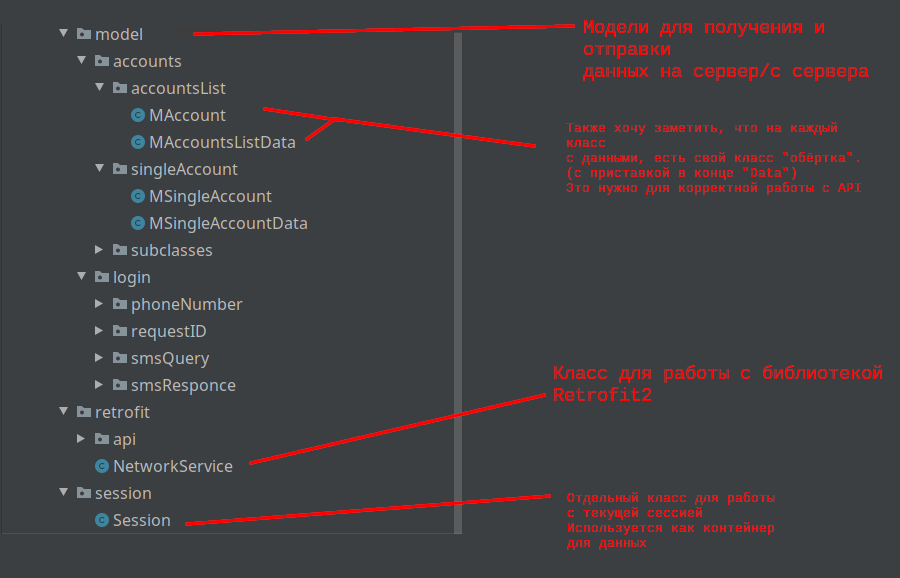 model
accounts
accountsList
MAccount
MAccountsListData
singleAccount
MSingleAccount
MSingleAccountData
subclasses
login
phoneNumber
requestID
smsQuery
smsResponce
retrofit
api
NetworkService
session
Session
Модели для получения и
отправки
данных на сервер/с сервера
Также хочу заметить, что на каждый
класс
с данными, есть свой класс "обёртка".
(с приставкой в конце "Data")
Это нужно для корректной работы с API
Класс для работы с библиотекой
Retrofit2
Отдельный класс для работы
с текущей сессией
Используется как контейнер
для данных